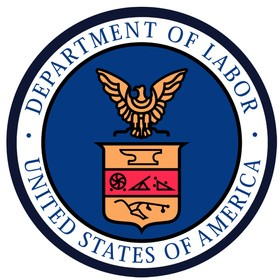 DEPARTMENT OF LABOR
UNITED STATES OF AMERICA